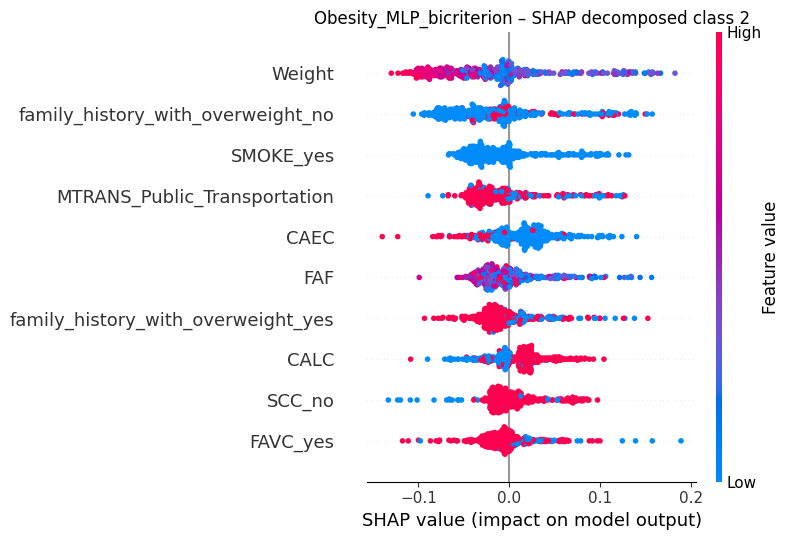 Obesity_MLP_bicriterion – SHAP decomposed class 2
High
Weight
family_history_with_overweight_no
SMOKE_yes
MTRANS_Public_Transportation
CAEC
FAF
family_history_with_overweight_yes
CALC
SCC_no
FAVC_yes
Feature value
Low
−0.1 0.0 0.1 0.2
SHAP value (impact on model output)